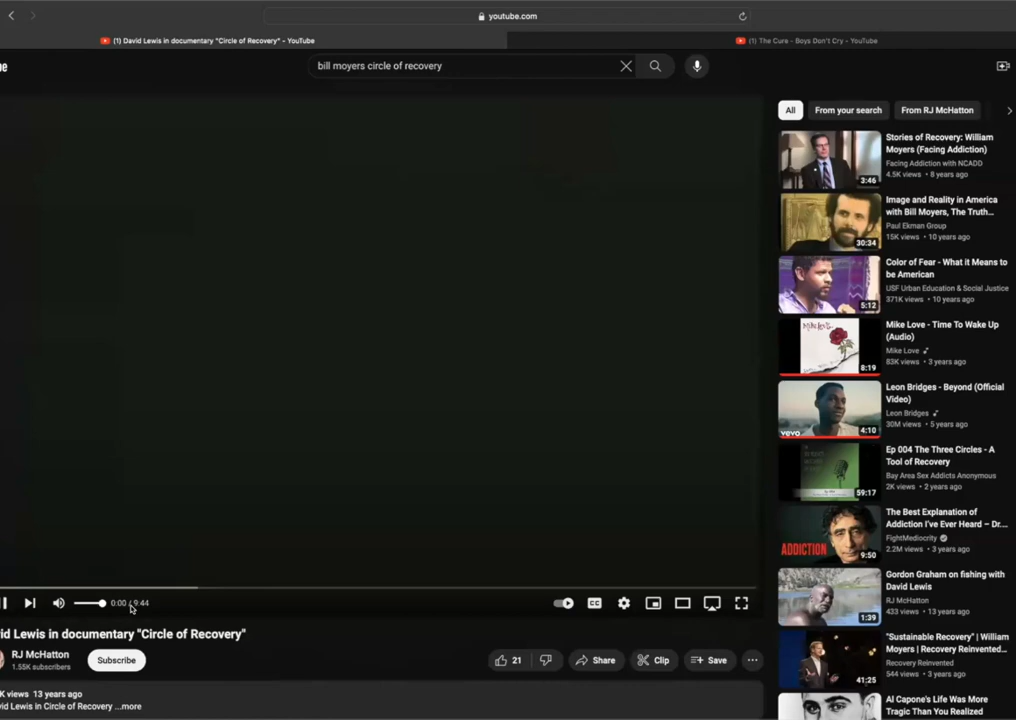 youtube.com
(1) David Lewis in documentary "Circle of Recovery" - YouTube
(1) The Cure - Boys Don't Cry - YouTube
be
bill moyers circle of recovery
All
From your search
From RJ McHatton
Stories of Recovery: William
Moyers (Facing Addiction)
Facing Addiction with NCADD
4.5K views • 8 years ago
3:46
Image and Reality in America
with Bill Moyers, The Truth...
Paul Ekman Group
15K views • 10 years ago
30:34
Color of Fear - What it Means to
be American
USF Urban Education & Social Justice
371K views • 10 years ago
5:12
Mike Love - Time To Wake Up
(Audio)
Mike Love
83K views • 3 years ago
8:19
Leon Bridges - Beyond (Official
Video)
Leon Bridges
30M views • 5 years ago
vevo
4:10
Ep 004 The Three Circles - A
Tool of Recovery
Bay Area Sex Addicts Anonymous
2K views • 2 years ago
59:17
The Best Explanation of
Addiction I've Ever Heard – Dr....
FightMediocrity
2.2M views • 3 years ago
ADDICTION
9:50
Gordon Graham on fishing with
David Lewis
RJ McHatton
433 views • 13 years ago
1:39
"Sustainable Recovery" | William
Moyers | Recovery Reinvented...
Recovery Reinvented
544 views • 3 years ago
41:25
Al Capone's Life Was More
Tragic Than You Realized
0:00 / 9:44
CC
vid Lewis in documentary "Circle of Recovery"
RJ McHatton
1.55K subscribers
Subscribe
21
Share
Clip
Save
K views 13 years ago
vid Lewis in Circle of Recovery ...more